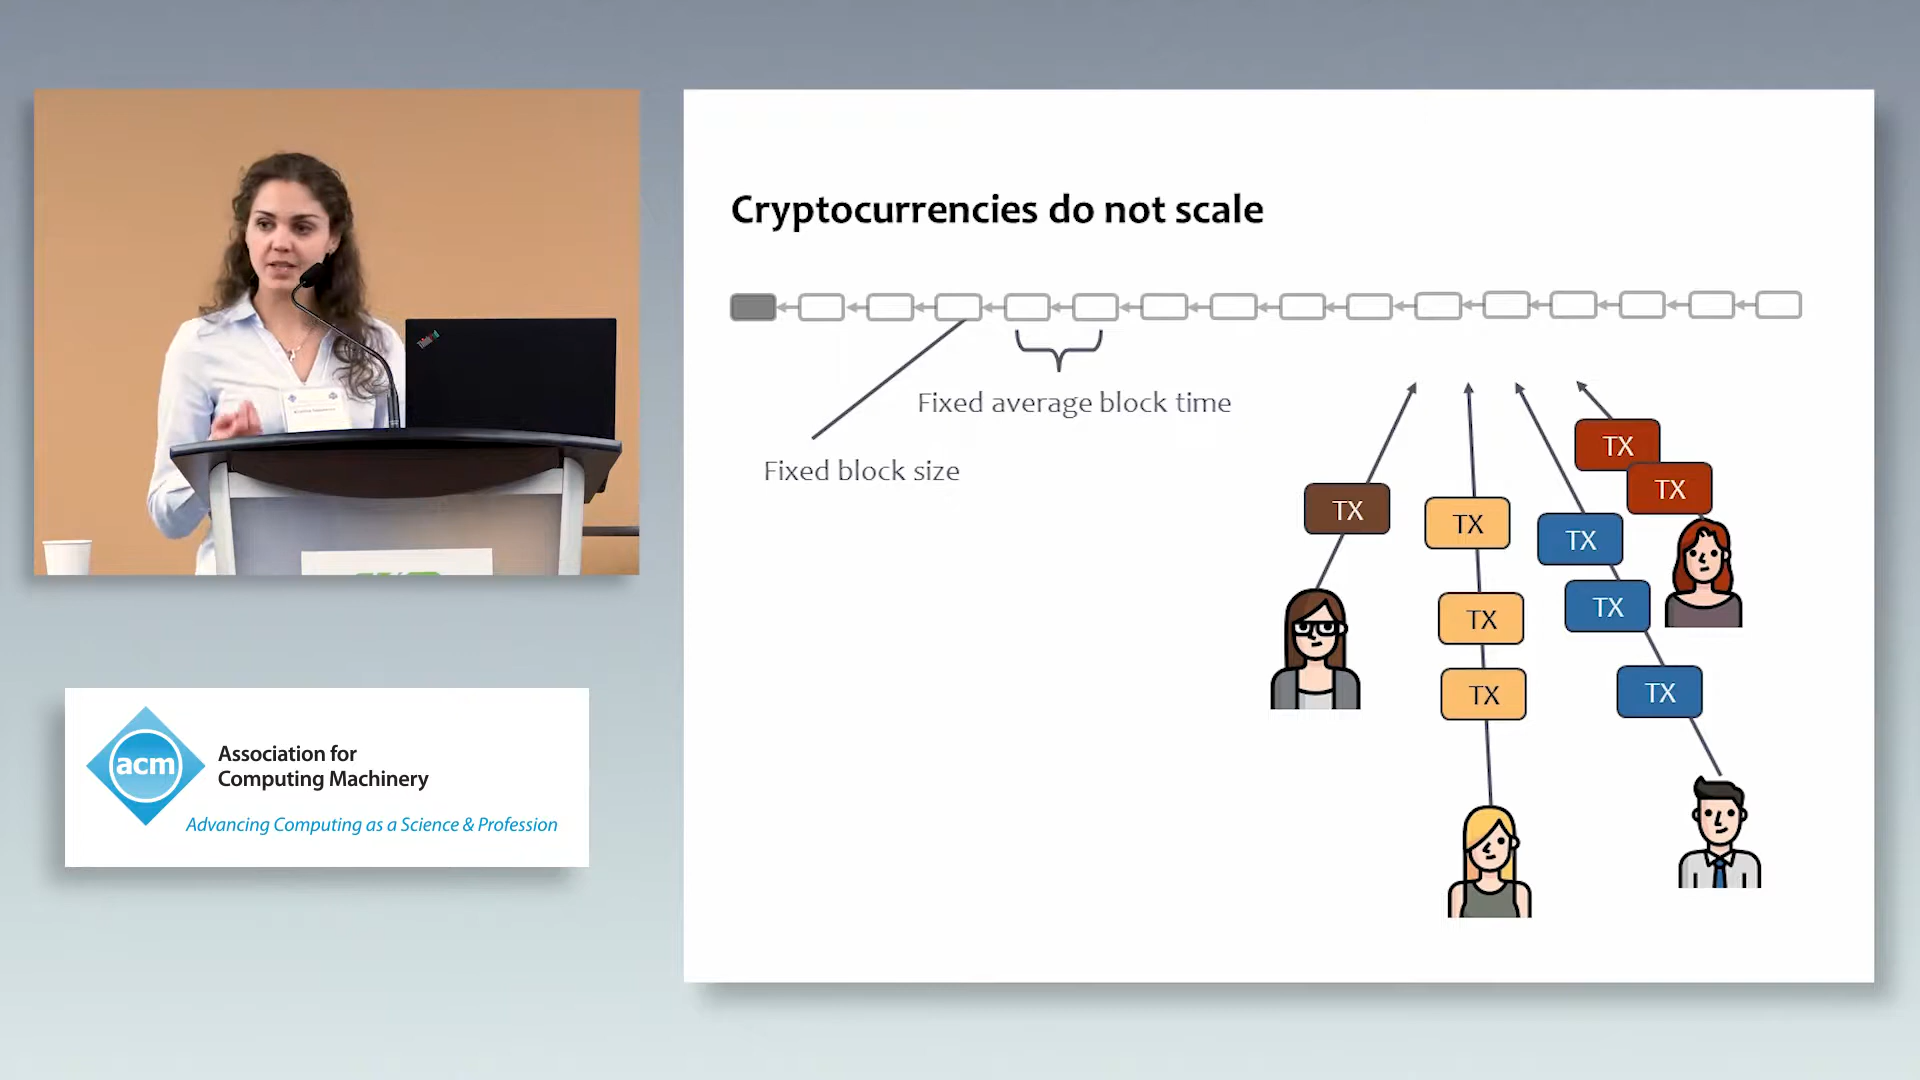 ThinkPad
acm
Association for
Computing Machinery
Advancing Computing as a Science & Profession
Cryptocurrencies do not scale
Fixed average block time
Fixed block size
TX
TX
TX
TX
TX
TX
TX
TX
TX